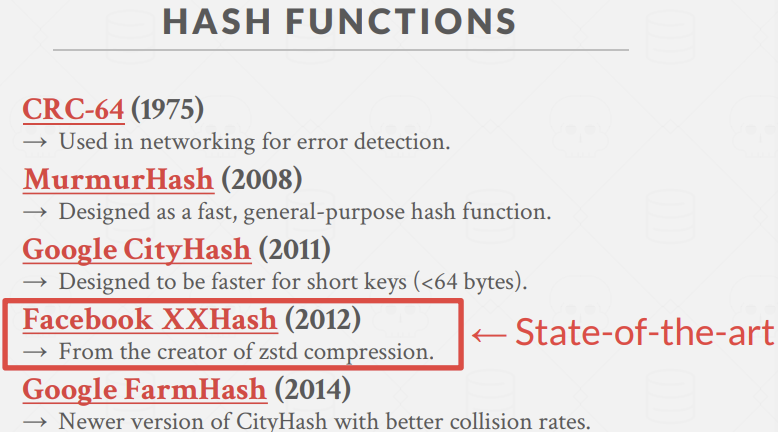 HASH FUNCTIONS
CRC-64 (1975)
→ Used in networking for error detection.
MurmurHash (2008)
→ Designed as a fast, general-purpose hash function.
Google CityHash (2011)
→ Designed to be faster for short keys (<64 bytes).
Facebook XXHash (2012)
→ From the creator of zstd compression.
← State-of-the-art
Google FarmHash (2014)
→ Newer version of CityHash with better collision rates.